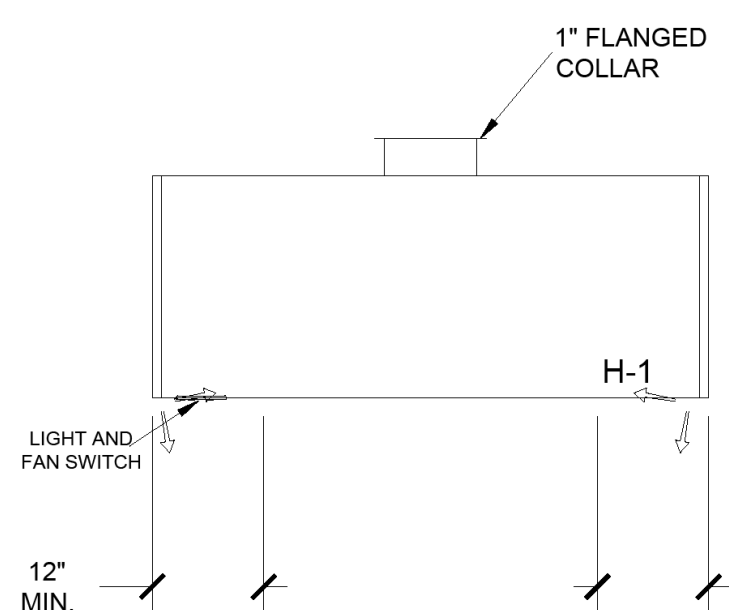 1" FLANGED
COLLAR
H-1
LIGHT AND
FAN SWITCH
12"
MIN.